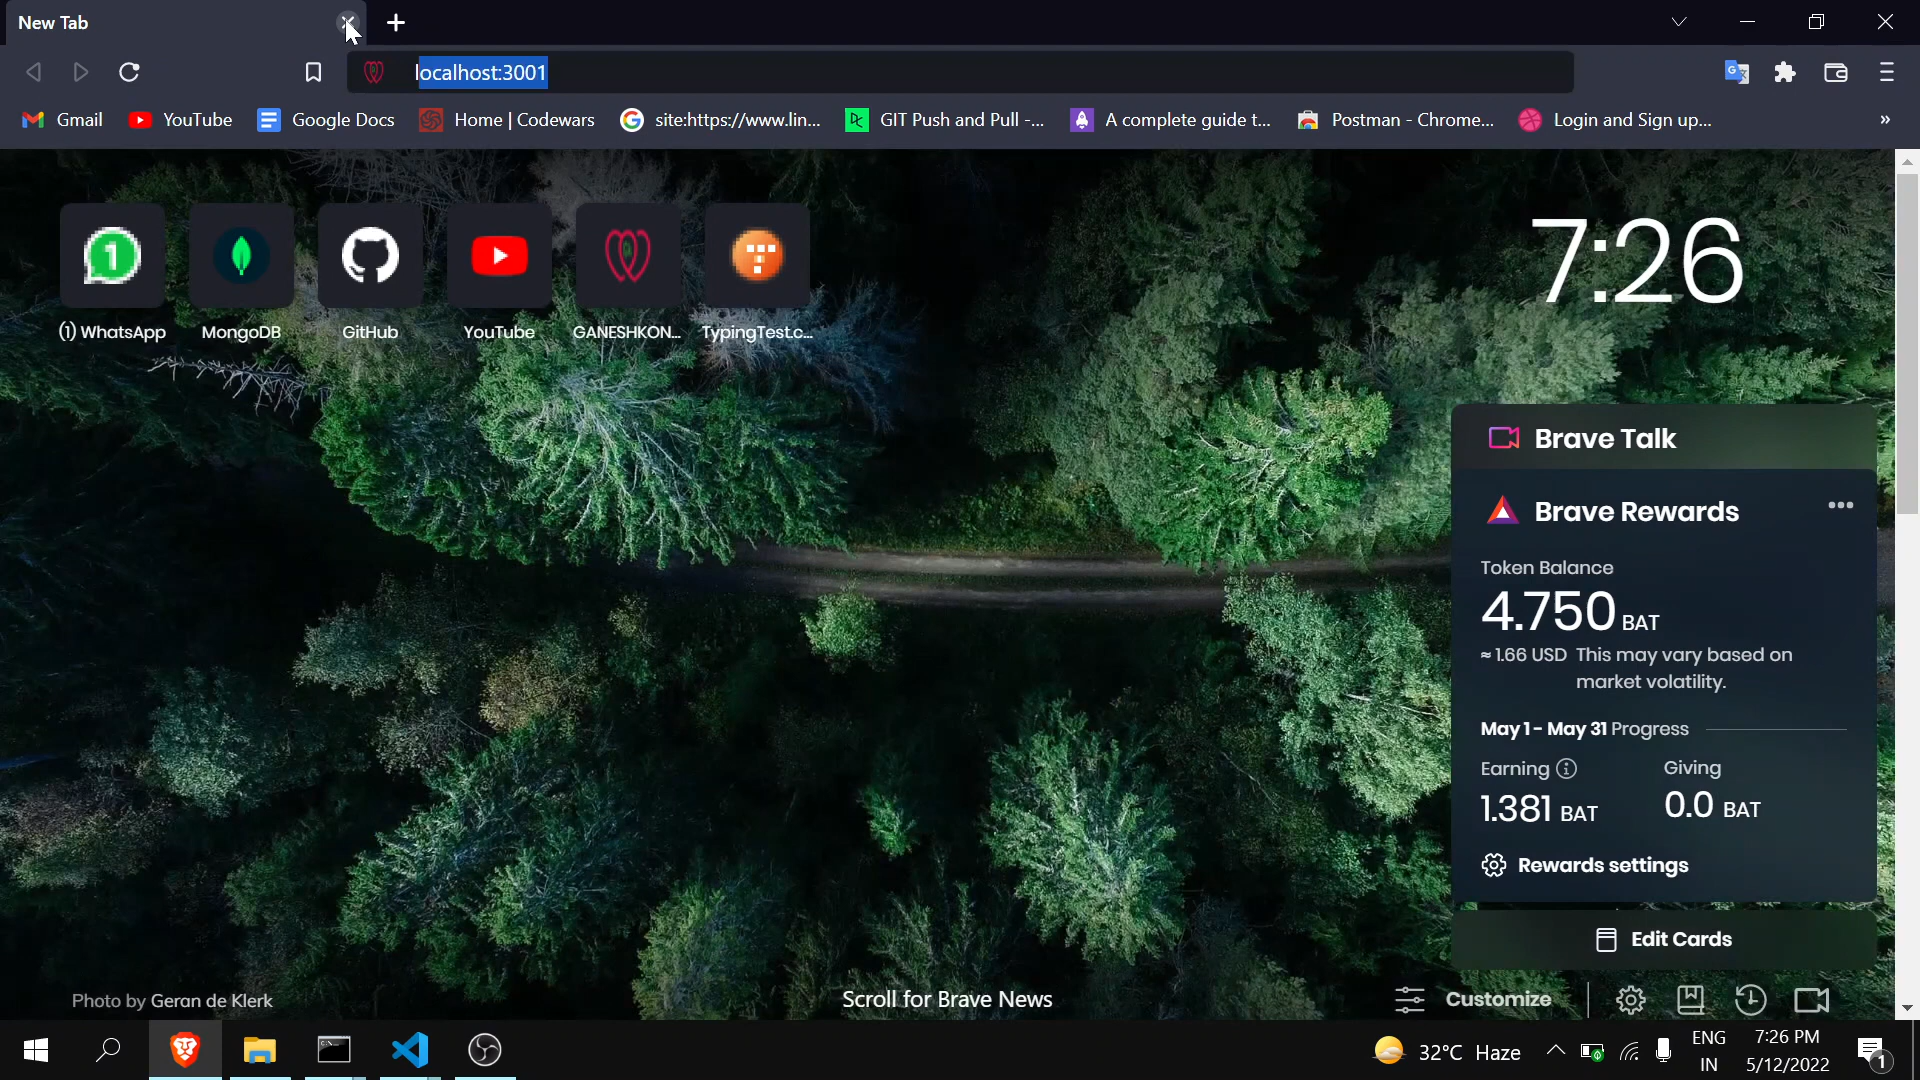 New Tab
localhost:3001
Gmail
YouTube
Google Docs
Home | Codewars
site:https://www.lin...
GIT Push and Pull -...
A complete guide t...
Postman - Chrome...
Login and Sign up...
»
7:26
1
(1) WhatsApp
MongoDB
GitHub
YouTube
GANESHKON...
TypingTest.c...
Brave Talk
Brave Rewards
Token Balance
4.750 BAT
≈ 1.66 USD This may vary based on
market volatility.
May 1 - May 31 Progress
Earning
Giving
1.381 BAT
0.0 BAT
Rewards settings
Edit Cards
Photo by Geran de Klerk
Scroll for Brave News
Customize
32°C Haze
ENG
IN
7:26 PM
5/12/2022
1